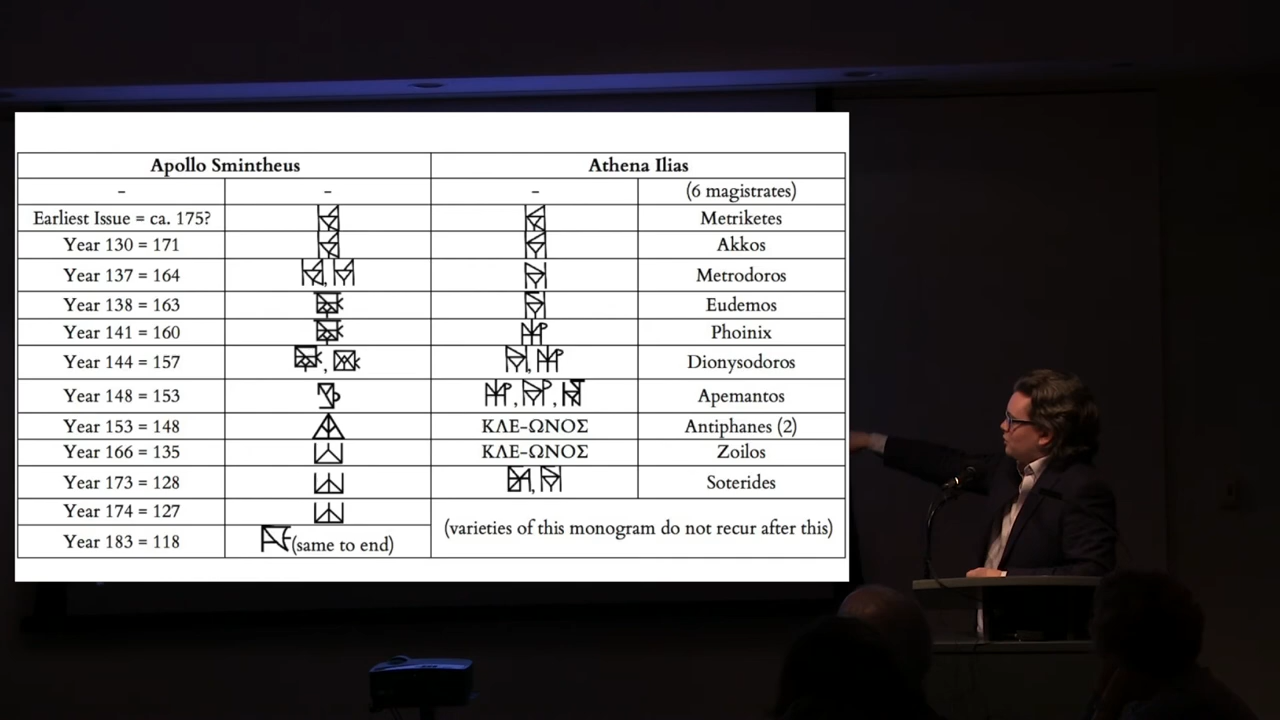 Apollo Smintheus Athena Ilias
– – – (6 magistrates)
Earliest Issue = ca. 175? Metriketes
Year 130 = 171 Akkos
Year 137 = 164 , Metrodoros
Year 138 = 163 Eudemos
Year 141 = 160 Phoinix
Year 144 = 157 , , Dionysodoros
Year 148 = 153 , , Apemantos
Year 153 = 148 ΚΛΕ-ΩΝΟΣ Antiphanes (2)
Year 166 = 135 ΚΛΕ-ΩΝΟΣ Zoilos
Year 173 = 128 , Soterides
Year 174 = 127
(varieties of this monogram do not recur after this)
Year 183 = 118 (same to end)